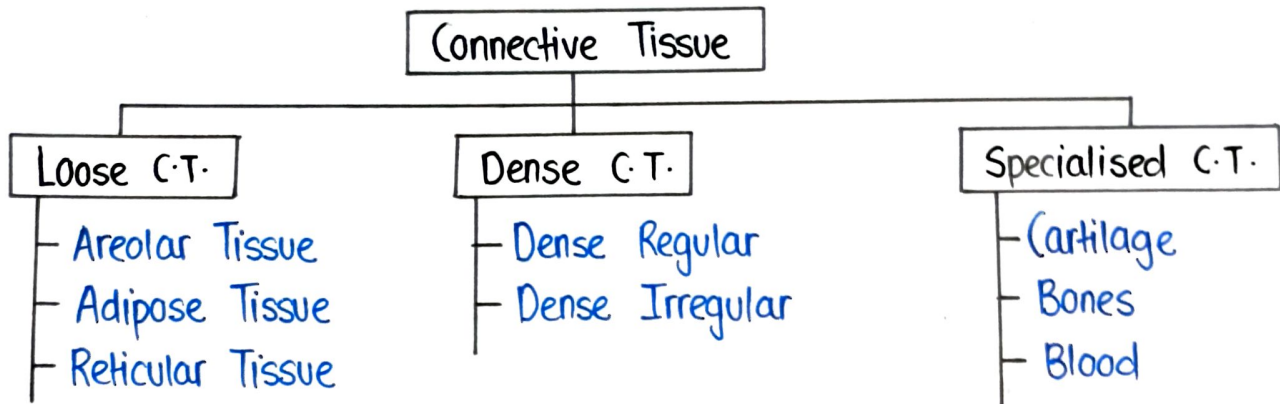 Connective Tissue
Loose C.T.
Areolar Tissue
Adipose Tissue
Reticular Tissue
Dense C.T.
Dense Regular
Dense Irregular
Specialised C.T.
Cartilage
Bones
Blood